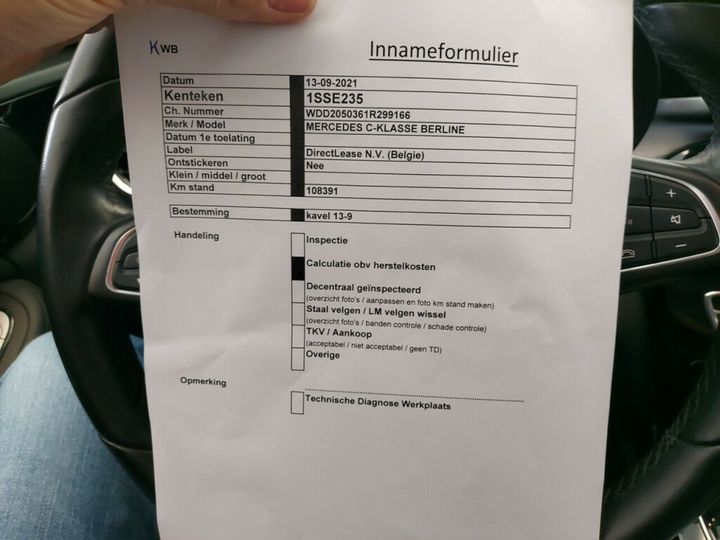 KWB
Innameformulier
Datum 13-09-2021
Kenteken 1SSE235
Ch. Nummer WDD2050361R299166
Merk / Model MERCEDES C-KLASSE BERLINE
Datum 1e toelating
Label DirectLease N.V. (Belgie)
Ontstickeren Nee
Klein / middel / groot
Km stand 108391
Bestemming kavel 13-9
Handeling Inspectie
Calculatie obv herstelkosten
Decentraal geïnspecteerd
(overzicht foto's / aanpassen en foto km stand maken)
Staal velgen / LM velgen wissel
(overzicht foto's / banden controle / schade controle)
TKV / Aankoop
(acceptabel / niet acceptabel / geen TD)
Overige
Opmerking
Technische Diagnose Werkplaats